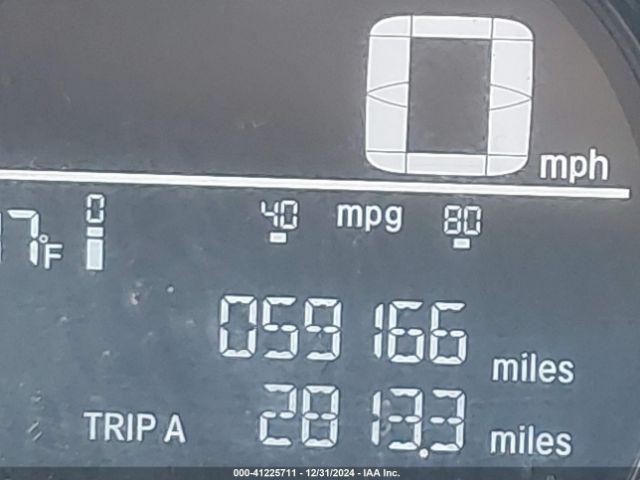 0 mph
7°F 0 40 mpg 80
059166 miles
TRIP A 2813.3 miles
000-41225711 - 12/31/2024 - IAA Inc.